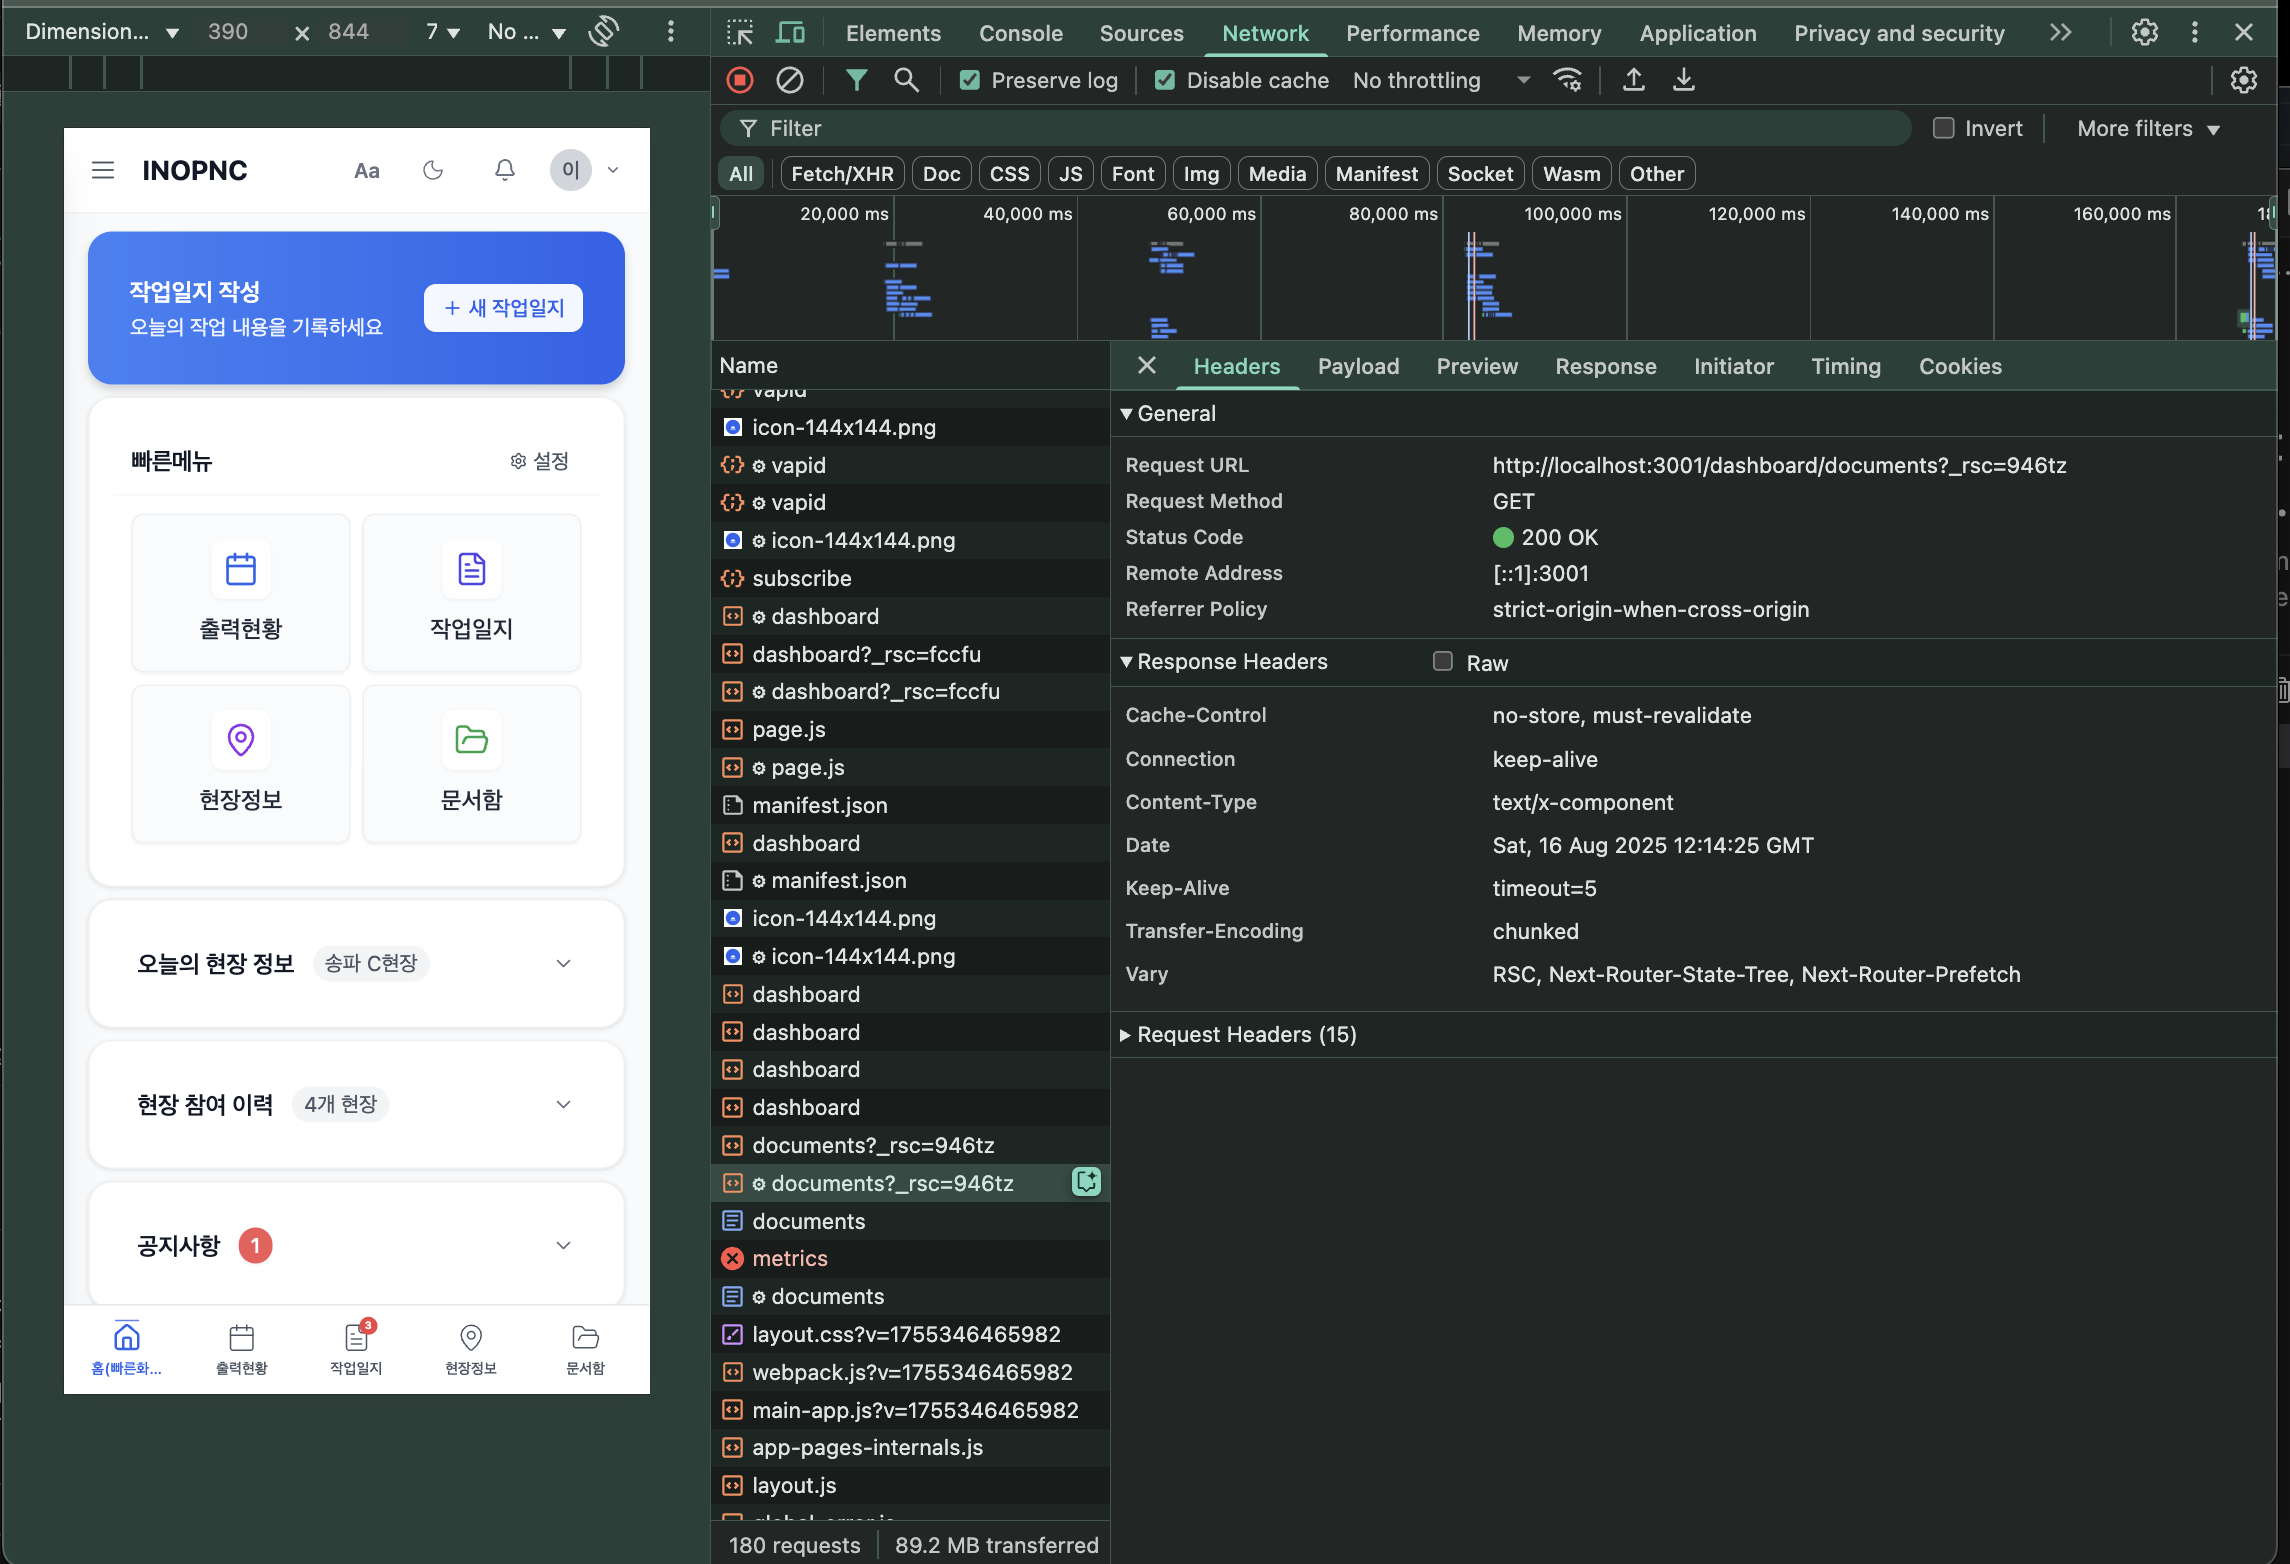 Dimension...
390
844
7
No ...
Elements
Console
Sources
Network
Performance
Memory
Application
Privacy and security
Preserve log
Disable cache
No throttling
Filter
Invert
More filters
All
Fetch/XHR
Doc
CSS
JS
Font
Img
Media
Manifest
Socket
Wasm
Other
20,000 ms
40,000 ms
60,000 ms
80,000 ms
100,000 ms
120,000 ms
140,000 ms
160,000 ms
INOPNC
Aa
이
작업일지 작성
오늘의 작업 내용을 기록하세요
+ 새 작업일지
빠른메뉴
설정
출력현황
작업일지
현장정보
문서함
오늘의 현장 정보
송파 C현장
현장 참여 이력
4개 현장
공지사항
1
홈(빠른화...
출력현황
3
작업일지
현장정보
문서함
Name
vapid
icon-144x144.png
vapid
vapid
icon-144x144.png
subscribe
dashboard
dashboard?_rsc=fccfu
dashboard?_rsc=fccfu
page.js
page.js
manifest.json
dashboard
manifest.json
icon-144x144.png
icon-144x144.png
dashboard
dashboard
dashboard
dashboard
documents?_rsc=946tz
documents?_rsc=946tz
documents
metrics
documents
layout.css?v=1755346465982
webpack.js?v=1755346465982
main-app.js?v=1755346465982
app-pages-internals.js
layout.js
180 requests
89.2 MB transferred
Headers
Payload
Preview
Response
Initiator
Timing
Cookies
General
Request URL
http://localhost:3001/dashboard/documents?_rsc=946tz
Request Method
GET
Status Code
200 OK
Remote Address
[::1]:3001
Referrer Policy
strict-origin-when-cross-origin
Response Headers
Raw
Cache-Control
no-store, must-revalidate
Connection
keep-alive
Content-Type
text/x-component
Date
Sat, 16 Aug 2025 12:14:25 GMT
Keep-Alive
timeout=5
Transfer-Encoding
chunked
Vary
RSC, Next-Router-State-Tree, Next-Router-Prefetch
Request Headers (15)